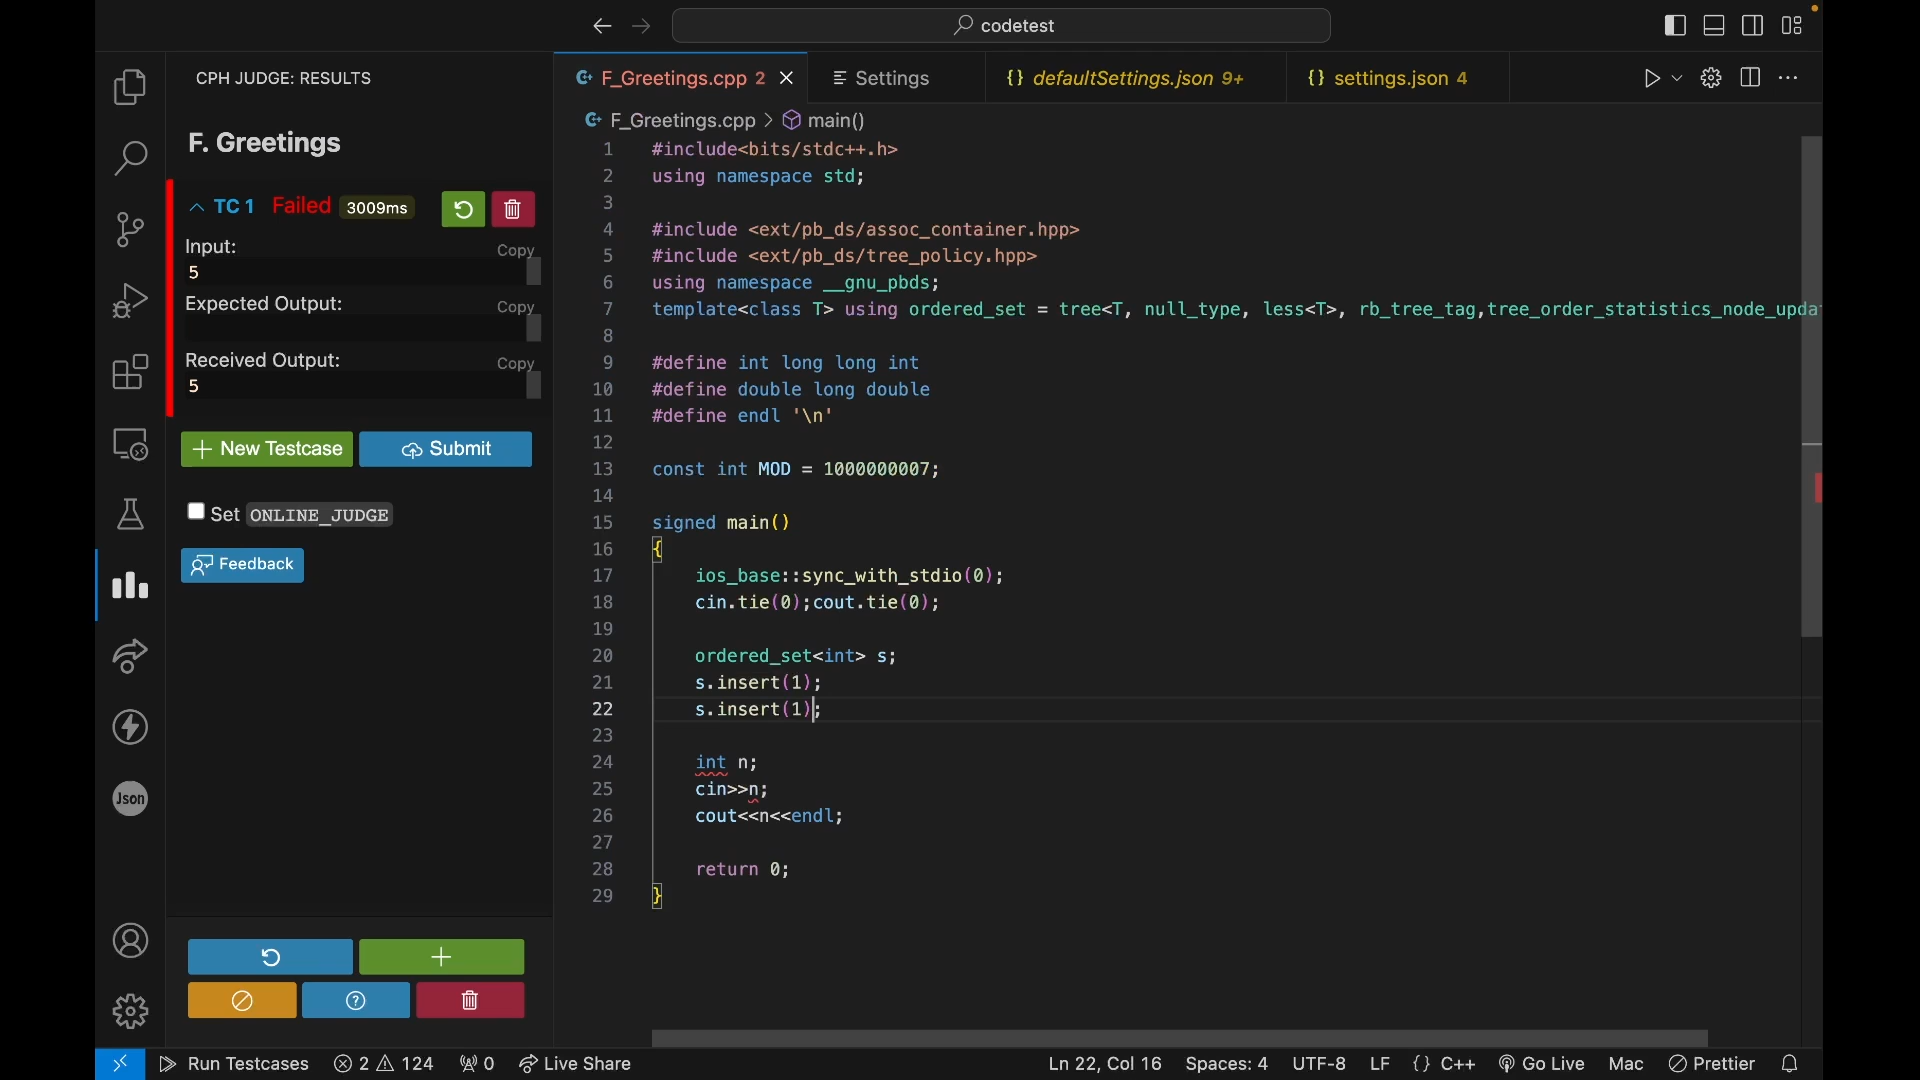 codetest
CPH JUDGE: RESULTS
F. Greetings
TC 1 Failed 3009ms
Input:
Copy
5
Expected Output:
Copy
Received Output:
Copy
5
New Testcase
Submit
Set ONLINE_JUDGE
Feedback
Json
F_Greetings.cpp 2
Settings
{} defaultSettings.json 9+
{} settings.json 4
F_Greetings.cpp > main()
1 #include<bits/stdc++.h>
2 using namespace std;
3
4 #include <ext/pb_ds/assoc_container.hpp>
5 #include <ext/pb_ds/tree_policy.hpp>
6 using namespace __gnu_pbds;
7 template<class T> using ordered_set = tree<T, null_type, less<T>, rb_tree_tag,tree_order_statistics_node_upda
8
9 #define int long long int
10 #define double long double
11 #define endl '\n'
12
13 const int MOD = 1000000007;
14
15 signed main()
16 {
17 ios_base::sync_with_stdio(0);
18 cin.tie(0);cout.tie(0);
19
20 ordered_set<int> s;
21 s.insert(1);
22 s.insert(1);
23
24 int n;
25 cin>>n;
26 cout<<n<<endl;
27
28 return 0;
29 }
Run Testcases 2 124 0 Live Share Ln 22, Col 16 Spaces: 4 UTF-8 LF {} C++ Go Live Mac Prettier